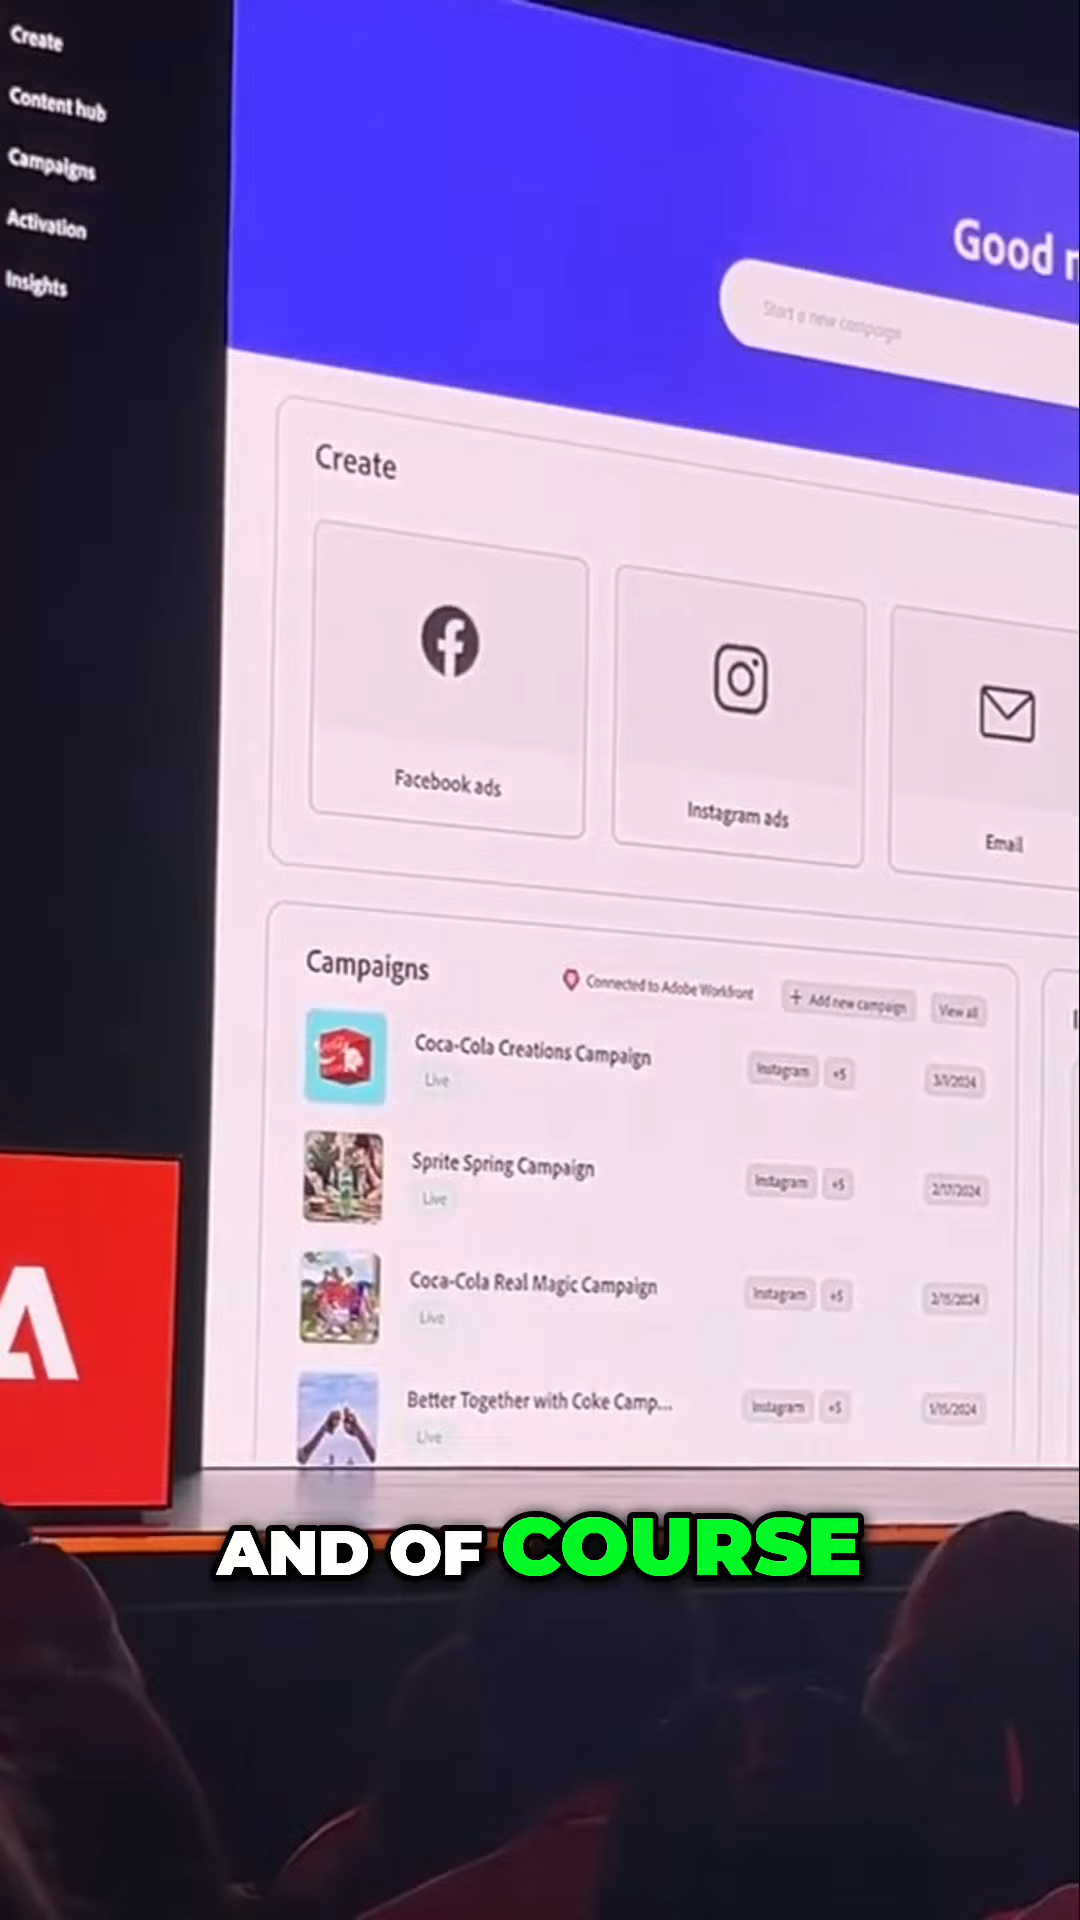 Create
Content hub
Campaigns
Activation
Insights
Good
Start a new campaign
Create
Facebook ads
Instagram ads
Email
Campaigns
Connected to Adobe Workfront
+ Add new campaign
View all
Coca-Cola Creations Campaign
Live
Instagram
+5
3/1/2024
Sprite Spring Campaign
Live
Instagram
+5
2/17/2024
Coca-Cola Real Magic Campaign
Live
Instagram
+5
2/15/2024
Better Together with Coke Camp...
Live
Instagram
+5
1/15/2024
AND OF COURSE